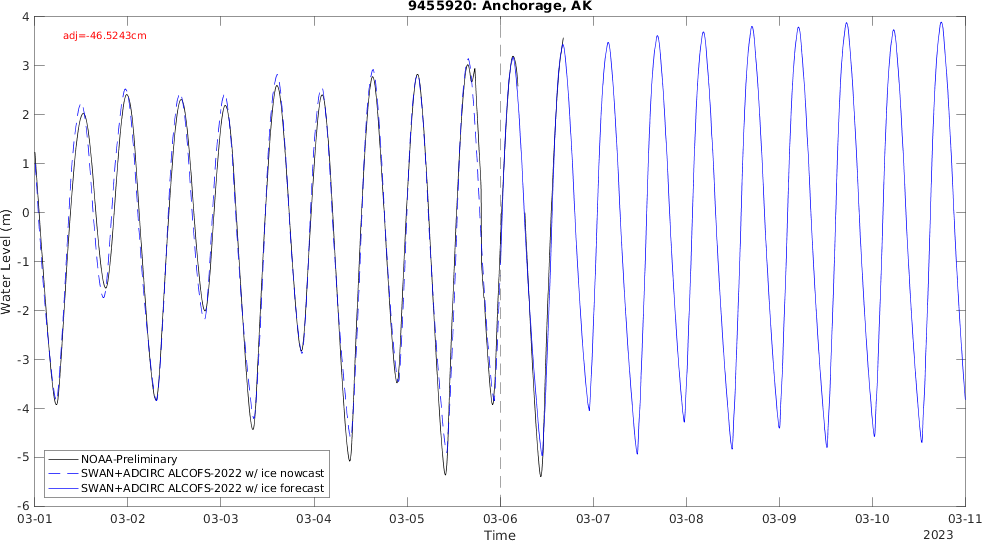 9455920: Anchorage, AK
adj=-46.5243cm
4
3
2
1
0
-1
-2
-3
-4
-5
-6
Water Level (m)
NOAA-Preliminary
SWAN+ADCIRC ALCOFS-2022 w/ ice nowcast
SWAN+ADCIRC ALCOFS-2022 w/ ice forecast
03-01 03-02 03-03 03-04 03-05 03-06 03-07 03-08 03-09 03-10 03-11
Time
2023